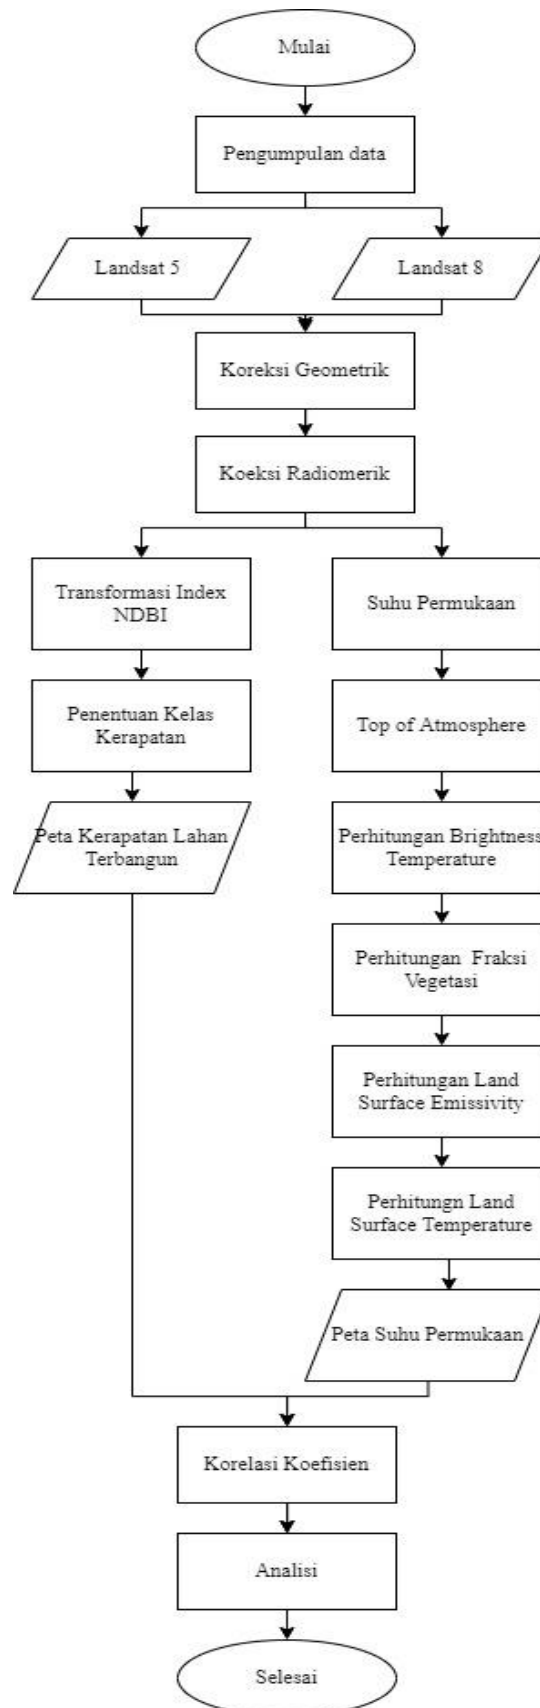 Mulai
Pengumpulan data
Landsat 5
Landsat 8
Koreksi Geometrik
Koeksi Radiomerik
Transformasi Index
NDBI
Suhu Permukaan
Penentuan Kelas
Kerapatan
Top of Atmosphere
Peta Kerapatan Lahan
Terbangun
Perhitungan Brightness
Temperature
Perhitungan Fraksi
Vegetasi
Perhitungan Land
Surface Emissivity
Perhitungn Land
Surface Temperature
Peta Suhu Permukaan
Korelasi Koefisien
Analisi
Selesai